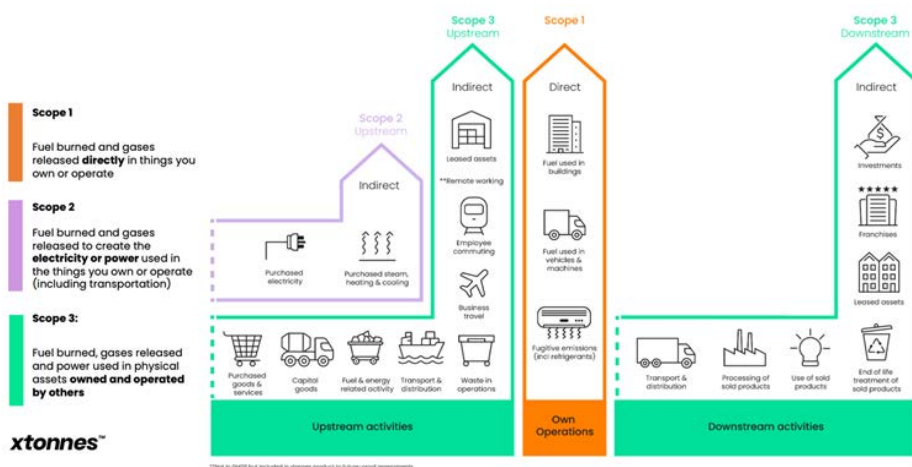 Scope 1
Fuel burned and gases
released directly in things you
own or operate
Scope 2
Fuel burned and gases
released to create the
electricity or power used in
the things you own or operate
(including transportation)
Scope 3:
Fuel burned, gases released
and power used in physical
assets owned and operated
by others
xtonnes™
Scope 2
Upstream
Indirect
Purchased
electricity
Purchased steam,
heating & cooling
Scope 3
Upstream
Indirect
Leased assets
**Remote working
Employee
commuting
Business
travel
Purchased
goods &
services
Capital
goods
Fuel & energy
related activity
Transport &
distribution
Waste in
operations
Upstream activities
Scope 1
Direct
Fuel used in
buildings
Fuel used in
vehicles &
machines
Fugitive emissions
(incl refrigerants)
Own
Operations
Scope 3
Downstream
Indirect
Investments
Franchises
Leased assets
Transport &
distribution
Processing of
sold products
Use of sold
products
End of life
treatment of
sold products
Downstream activities